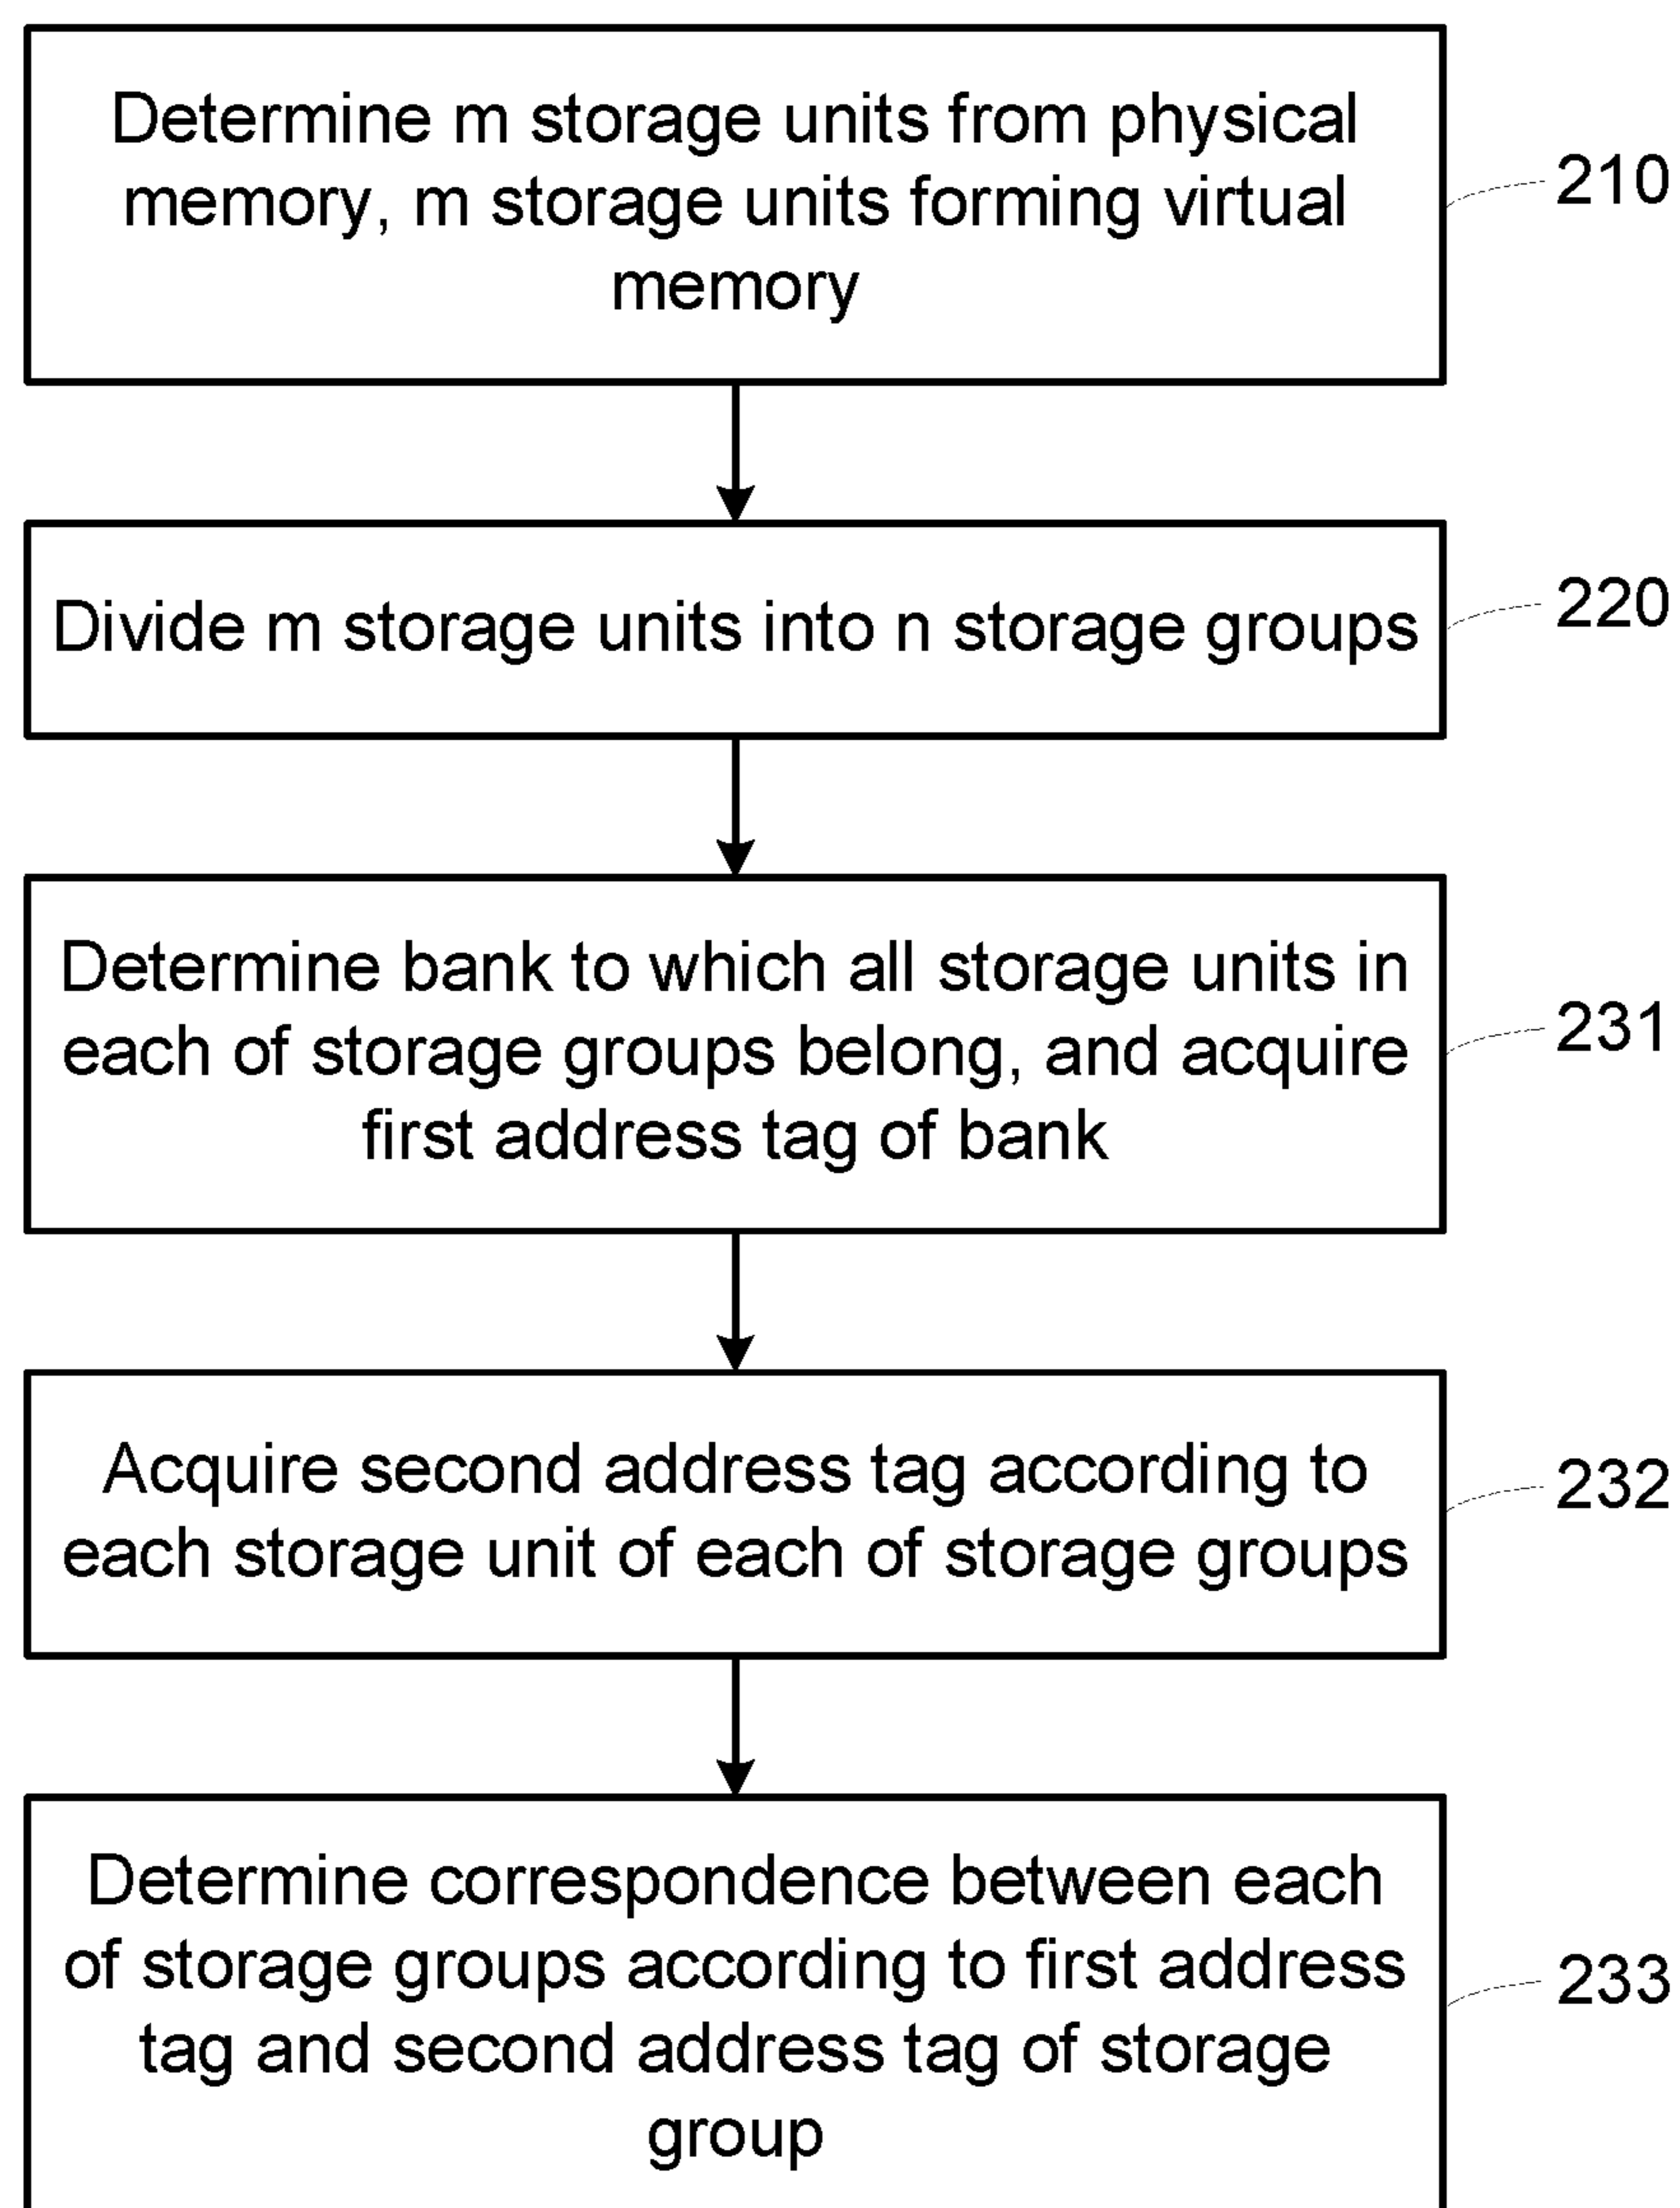 Determine m storage units from physical
memory, m storage units forming virtual
memory
210
Divide m storage units into n storage groups
220
Determine bank to which all storage units in
each of storage groups belong, and acquire
first address tag of bank
231
Acquire second address tag according to
each storage unit of each of storage groups
232
Determine correspondence between each
of storage groups according to first address
tag and second address tag of storage
group
233